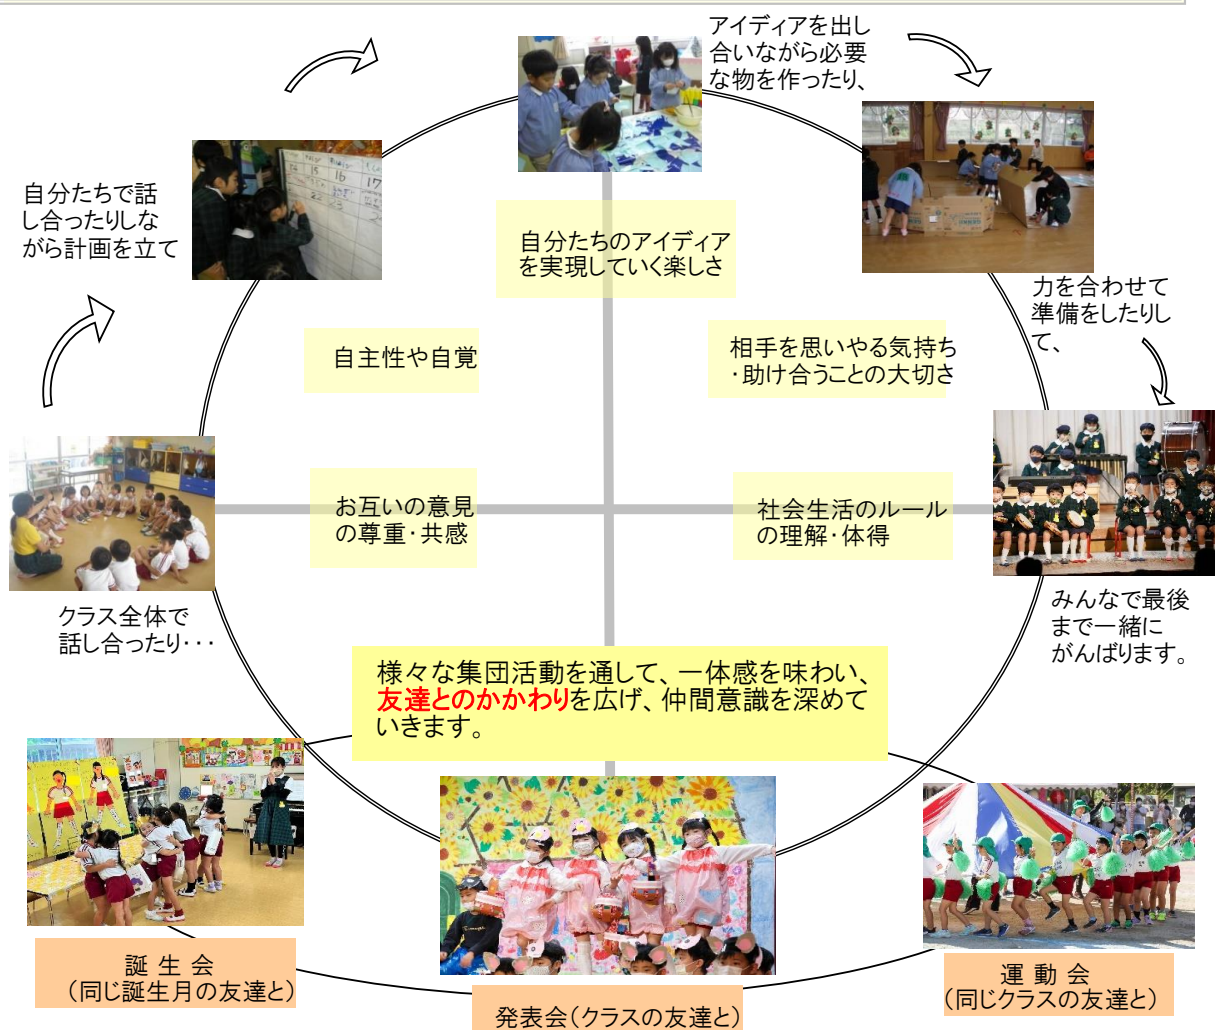 アイディアを出し
合いながら必要
な物を作ったり、
自分たちで話
し合ったりしな
がら計画を立て
自分たちのアイディア
を実現していく楽しさ
力を合わせて
準備をしたりし
て、
自主性や自覚
相手を思いやる気持ち
・助け合うことの大切さ
お互いの意見
の尊重・共感
社会生活のルール
の理解・体得
クラス全体で
話し合ったり・・・
みんなで最後
まで一緒に
がんばります。
様々な集団活動を通して、一体感を味わい、
友達とのかかわりを広げ、仲間意識を深めて
いきます。
誕 生 会
（同じ誕生月の友達と）
発表会（クラスの友達と）
運 動 会
（同じクラスの友達と）
15
16
17
22
23